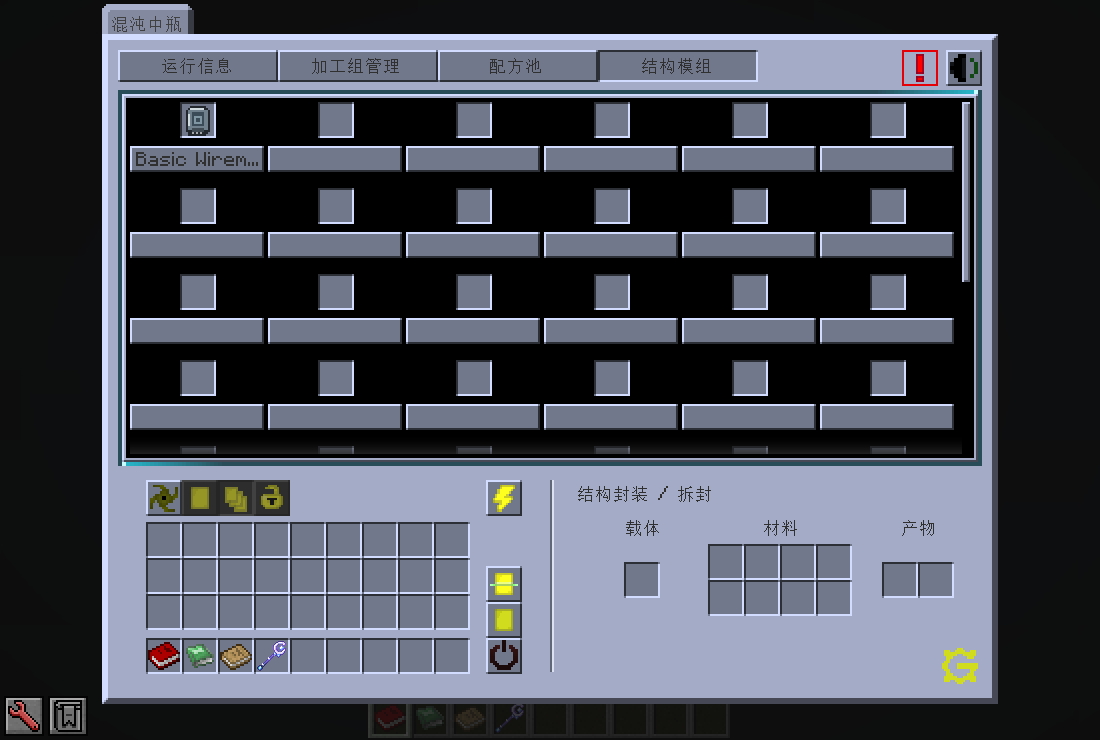 混沌中瓶
运行信息
加工组管理
配方池
结构模组
Basic Wirem...
结构封装 / 拆封
载体
材料
产物